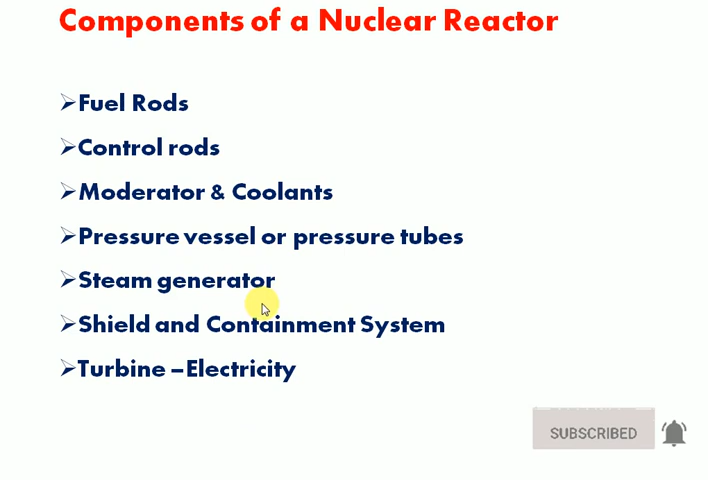 Components of a Nuclear Reactor
Fuel Rods
Control rods
Moderator & Coolants
Pressure vessel or pressure tubes
Steam generator
Shield and Containment System
Turbine – Electricity
SUBSCRIBED